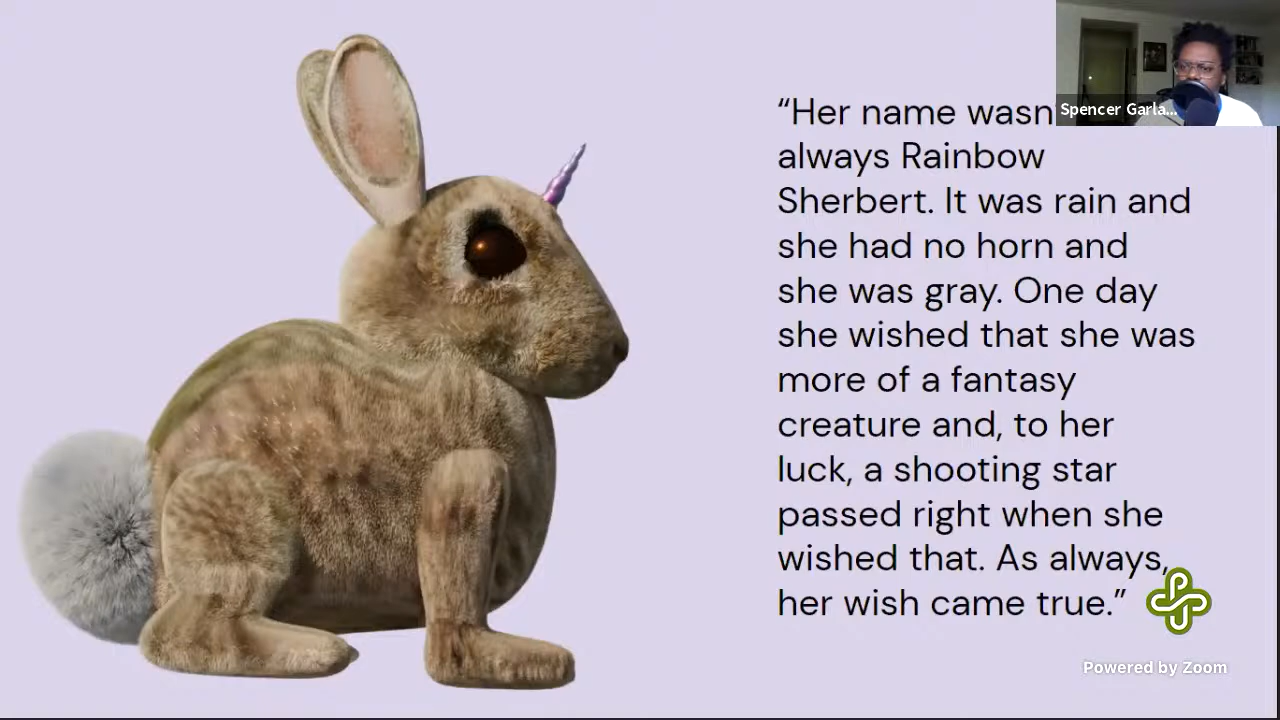 “Her name wasn
always Rainbow
Sherbert. It was rain and
she had no horn and
she was gray. One day
she wished that she was
more of a fantasy
creature and, to her
luck, a shooting star
passed right when she
wished that. As always,
her wish came true.”
Spencer Garla...
PSU
Powered by Zoom